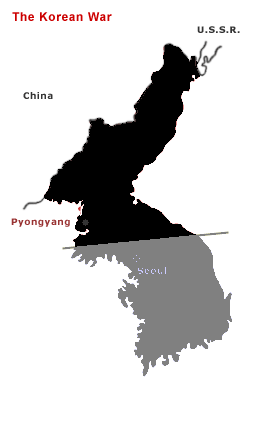 The Korean War
U.S.S.R.
China
Pyongyang
Seoul